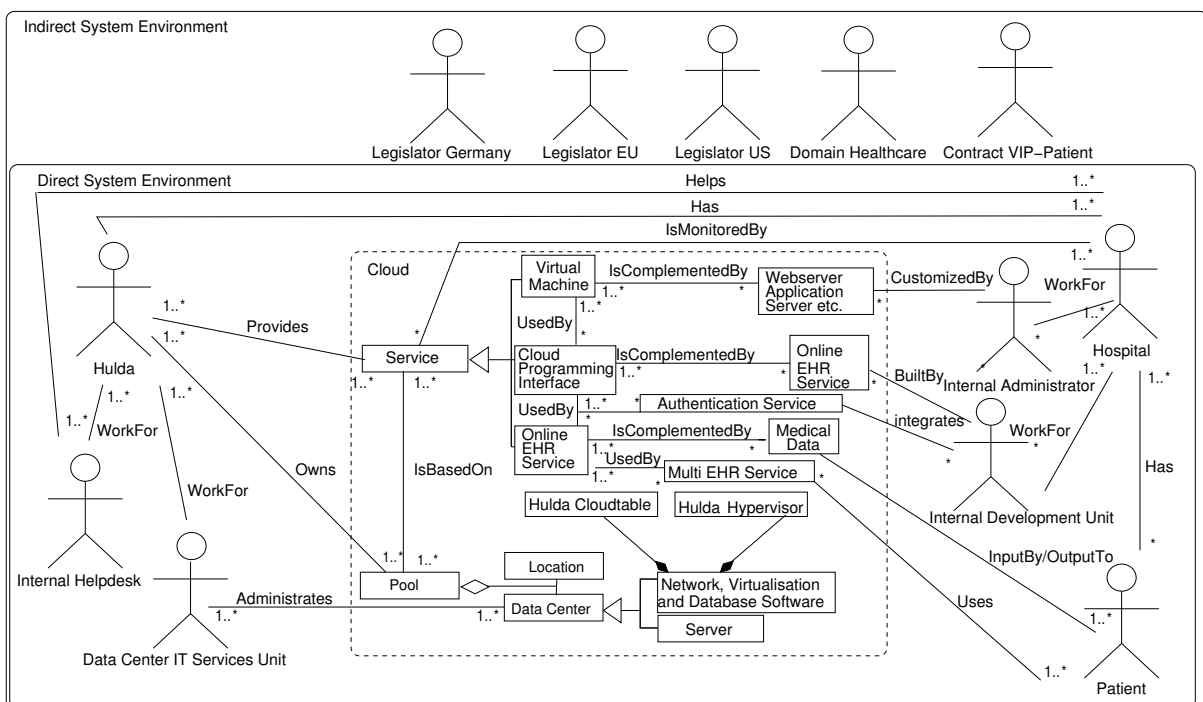 Indirect System Environment
Legislator Germany
Legislator EU
Legislator US
Domain Healthcare
Contract VIP−Patient
Direct System Environment
Helps
1..*
Has
1..*
IsMonitoredBy
1..*
Cloud
Virtual
Machine
IsComplementedBy
1..*
*
Webserver
Application
Server etc.
CustomizedBy
*
WorkFor
1..*
1..*
1..*
Provides
UsedBy
1..*
*
*
Service
1..*
1..*
Hulda
Cloud
Programming
Interface
IsComplementedBy
1..*
*
Online
EHR
Service
*
BuiltBy
*
*
Internal Administrator
Hospital
1..*
1..*
1..*
1..*
UsedBy
1..*
*
*
Authentication Service
integrates
*
*
1..*
WorkFor
Online
EHR
Service
IsComplementedBy
1..*
*
Medical
Data
WorkFor
*
Owns
IsBasedOn
UsedBy
1..*
*
Multi EHR Service
*
Has
WorkFor
Hulda Cloudtable
Hulda Hypervisor
Internal Development Unit
*
Internal Helpdesk
1..*
1..*
InputBy/OutputTo
Pool
Location
Network, Virtualisation
and Database Software
Administrates
1..*
1..*
Data Center
Server
Uses
1..*
Data Center IT Services Unit
1..*
Patient